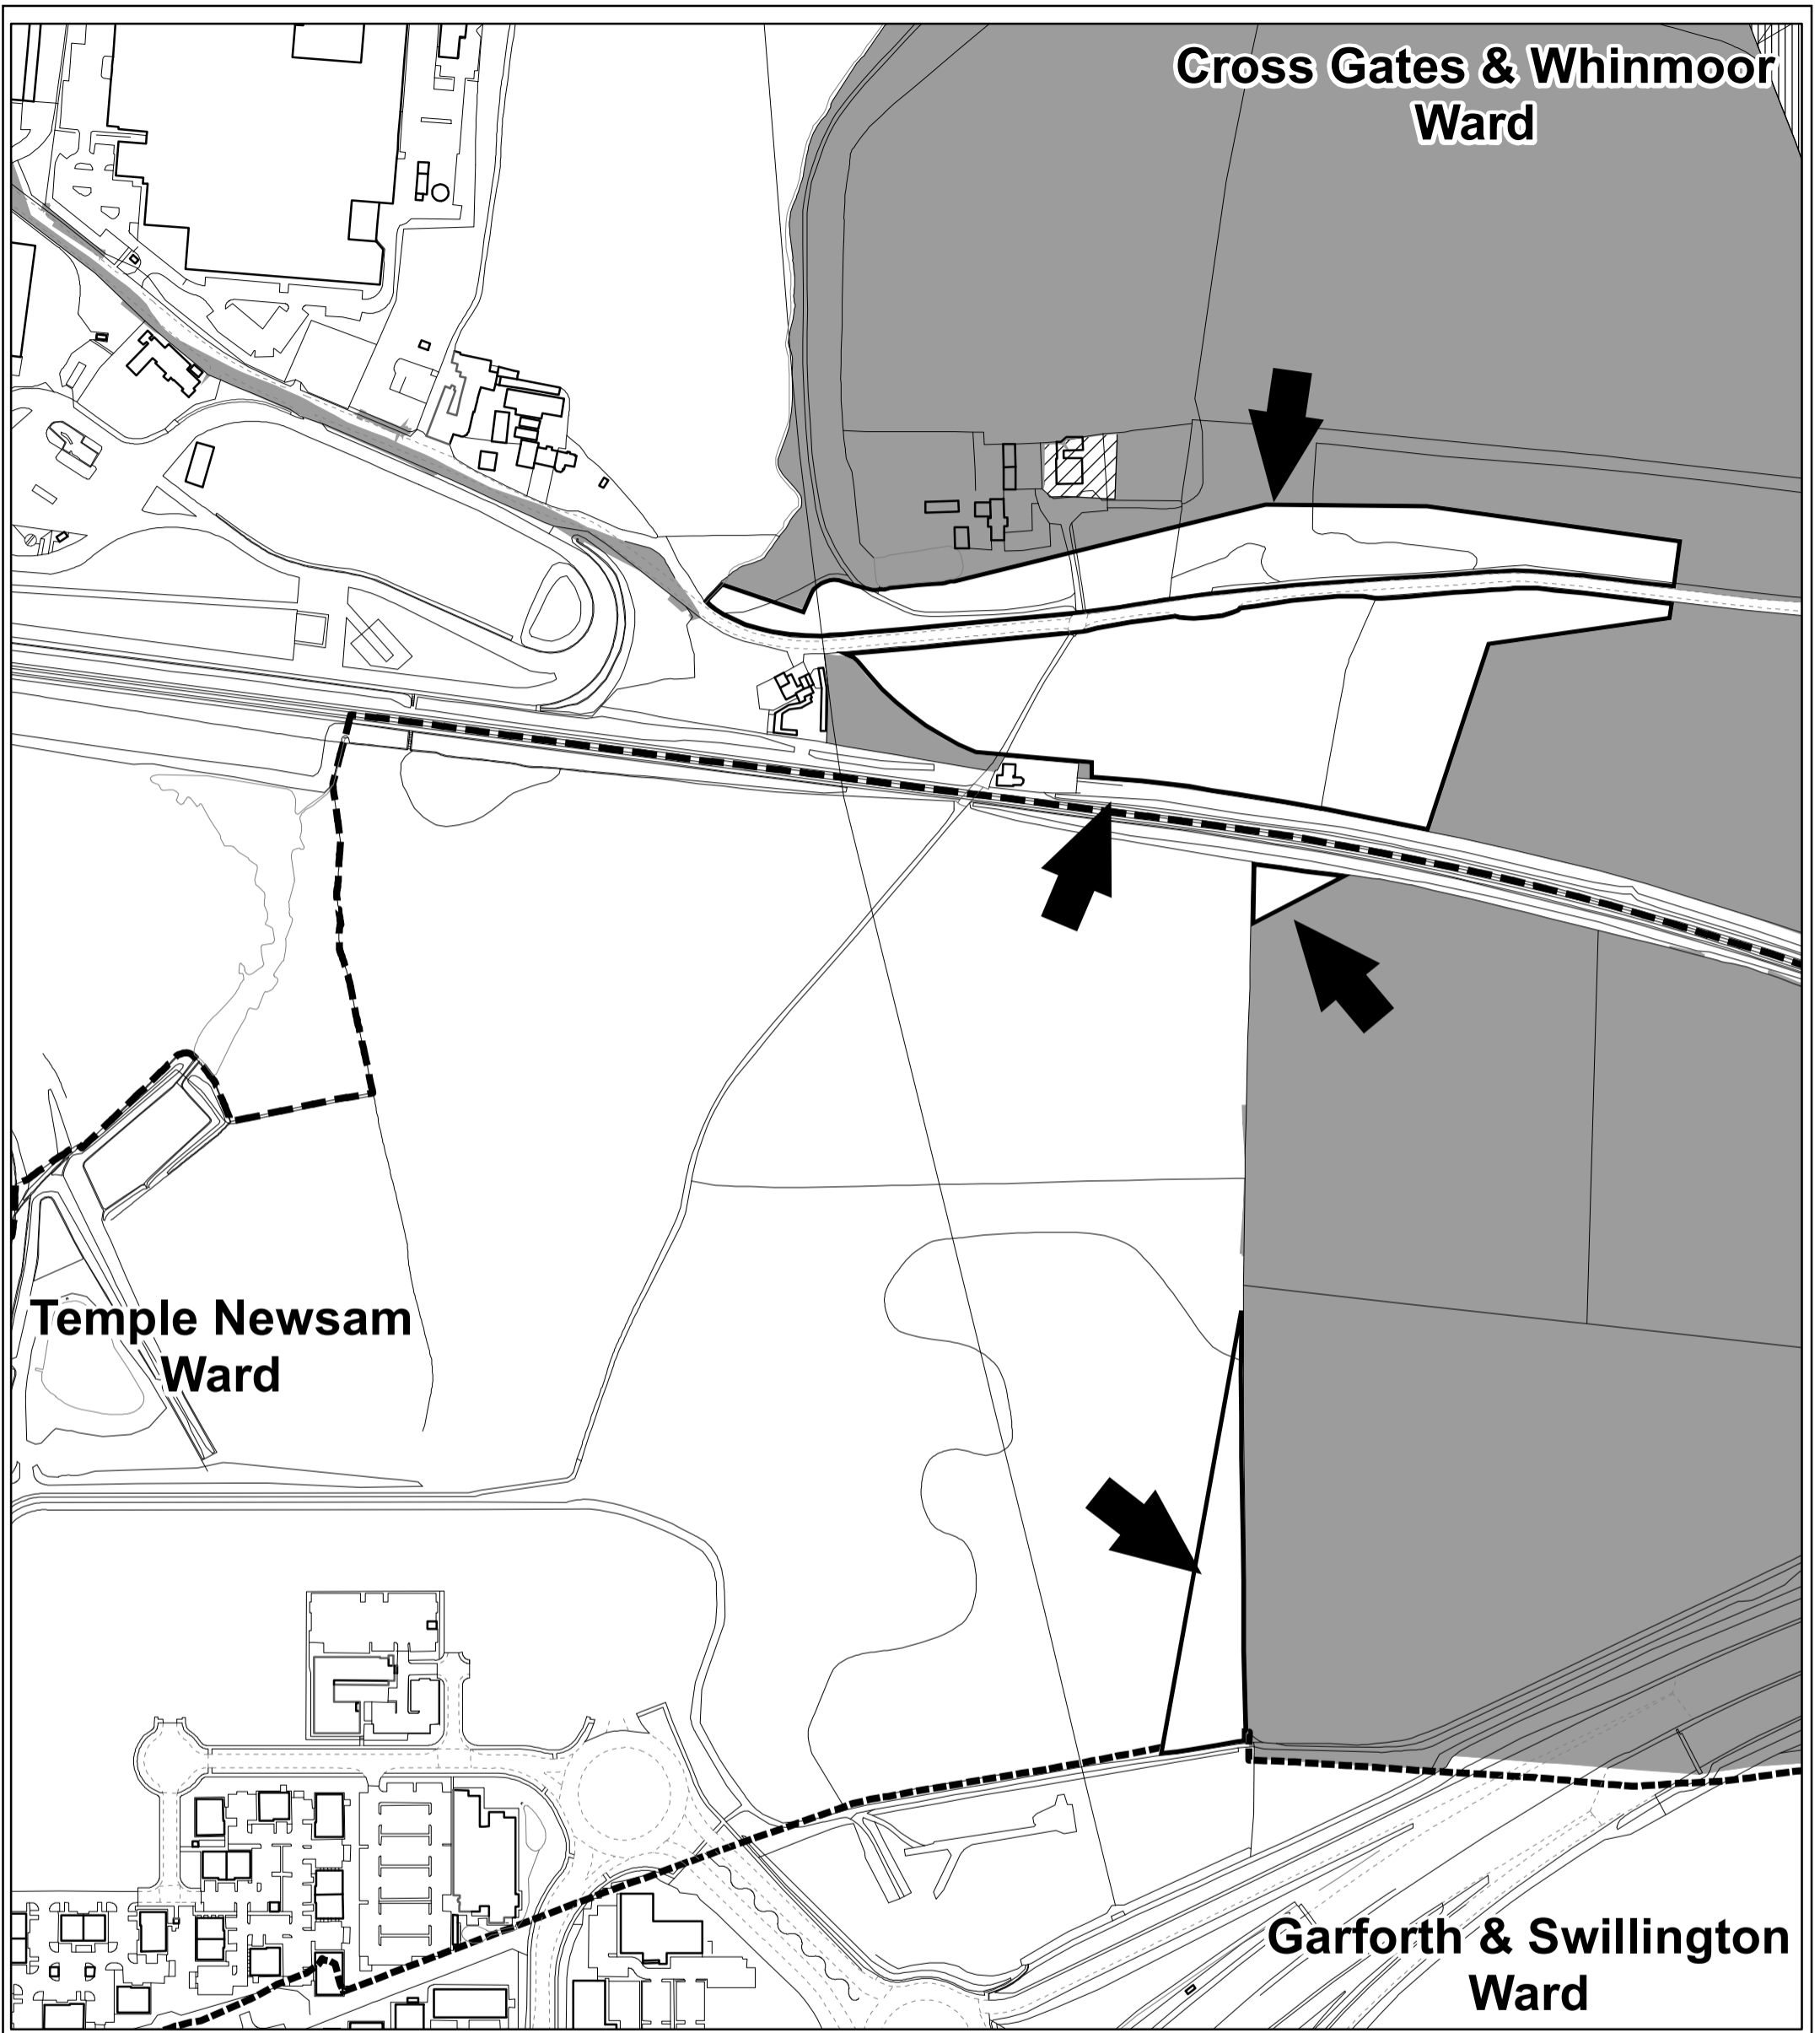 Cross Gates & Whinmoor
Ward
Temple Newsam
Ward
Garforth & Swillington
Ward